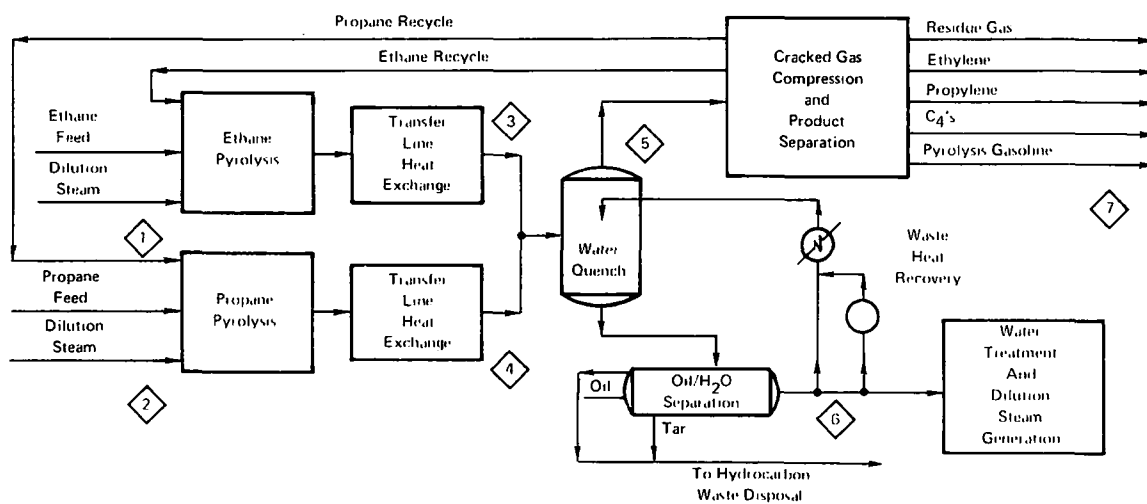 Propane Recycle
Ethane Recycle
Ethane
Feed
Dilution
Steam
Ethane
Pyrolysis
Transfer
Line
Heat
Exchange
3
5
Cracked Gas
Compression
and
Product
Separation
Residue Gas
Ethylene
Propylene
C4's
Pyrolysis Gasoline
7
1
Propane
Feed
Dilution
Steam
2
Propane
Pyrolysis
Transfer
Line
Heat
Exchange
4
Water
Quench
Waste
Heat
Recovery
Oil
Oil/H2O
Separation
Tar
6
Water
Treatment
And
Dilution
Steam
Generation
To Hydrocarbon
Waste Disposal